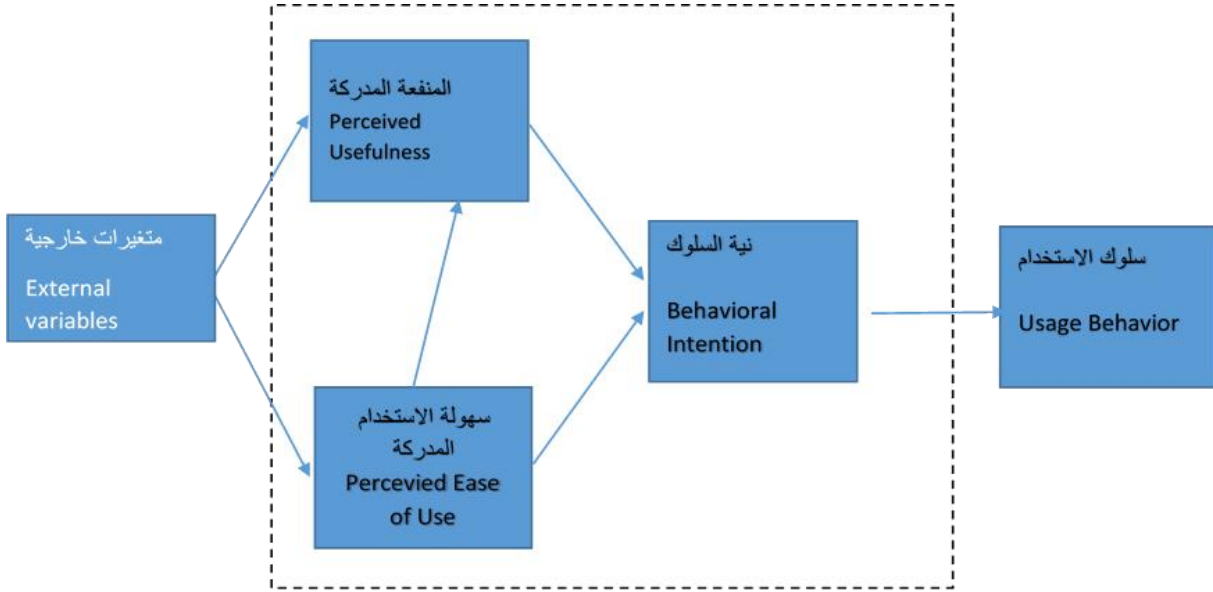 المنفعة المدركة
Perceived
Usefulness
متغيرات خارجية
External
variables
نية السلوك
Behavioral
Intention
سلوك الاستخدام
Usage Behavior
سهولة الاستخدام
المدركة
Percevied Ease
of Use